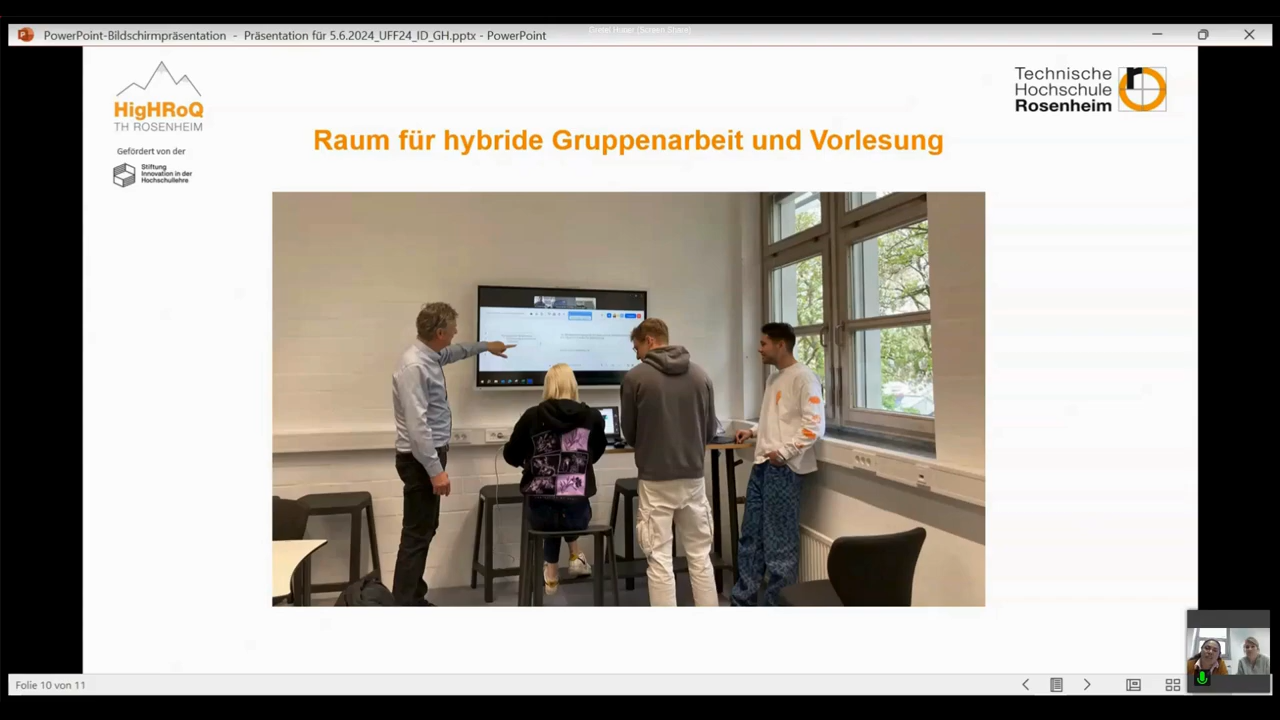 PowerPoint-Bildschirmpräsentation - Präsentation für 5.6.2024_UFF24_ID_GH.pptx - PowerPoint
HigHRoQ
TH ROSENHEIM
Gefördert von der
Stiftung
Innovation in der
Hochschullehre
Technische
Hochschule
Rosenheim
Raum für hybride Gruppenarbeit und Vorlesung
Folie 10 von 11